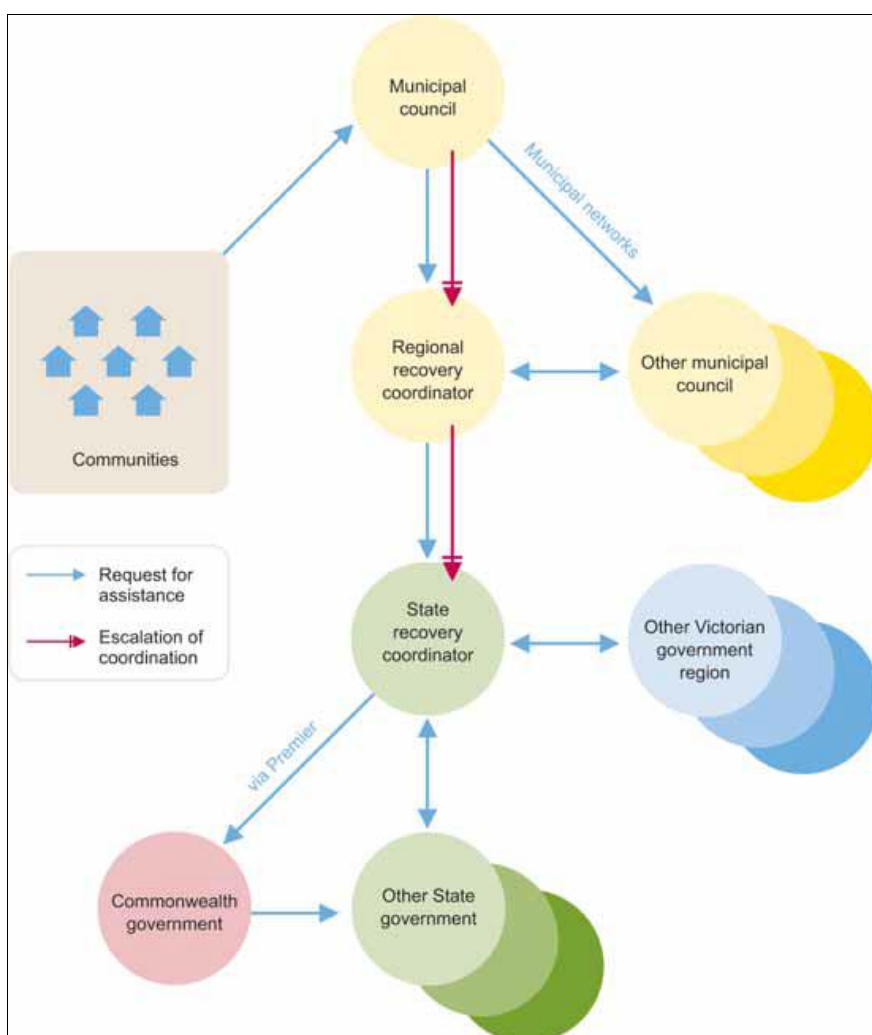 Municipal
council
Municipal networks
Regional
recovery
coordinator
Other municipal
council
Communities
Request for
assistance
Escalation of
coordination
State
recovery
coordinator
Other Victorian
government
region
via Premier
Commonwealth
government
Other State
government